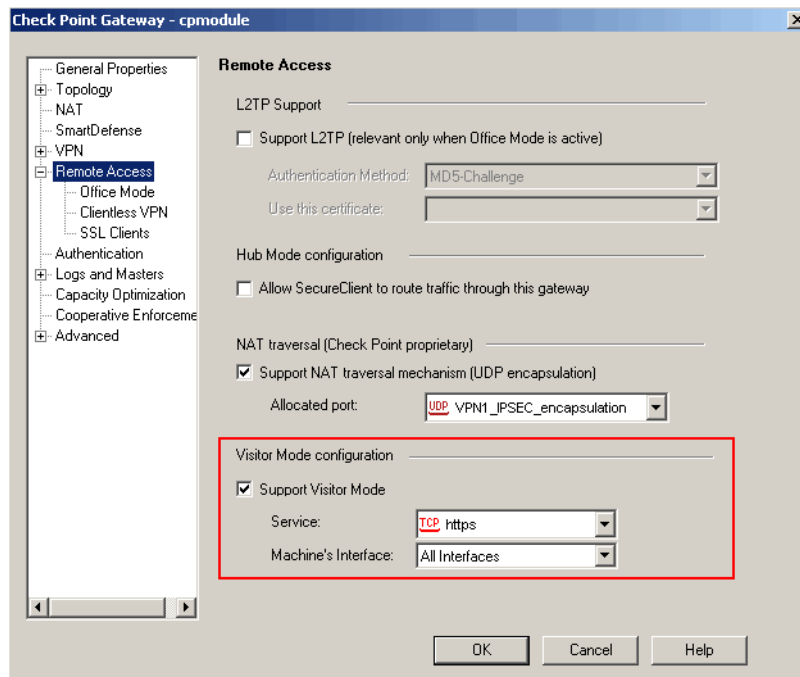 Check Point Gateway - cpmodule
General Properties
Topology
NAT
SmartDefense
VPN
Remote Access
Office Mode
Clientless VPN
SSL Clients
Authentication
Logs and Masters
Capacity Optimization
Cooperative Enforceme
Advanced
Remote Access
L2TP Support
Support L2TP (relevant only when Office Mode is active)
Authentication Method: MD5-Challenge
Use this certificate:
Hub Mode configuration
Allow SecureClient to route traffic through this gateway
NAT traversal (Check Point proprietary)
Support NAT traversal mechanism (UDP encapsulation)
Allocated port: UDP VPN1_IPSEC_encapsulation
Visitor Mode configuration
Support Visitor Mode
Service: TCP https
Machine's Interface: All Interfaces
OK Cancel Help